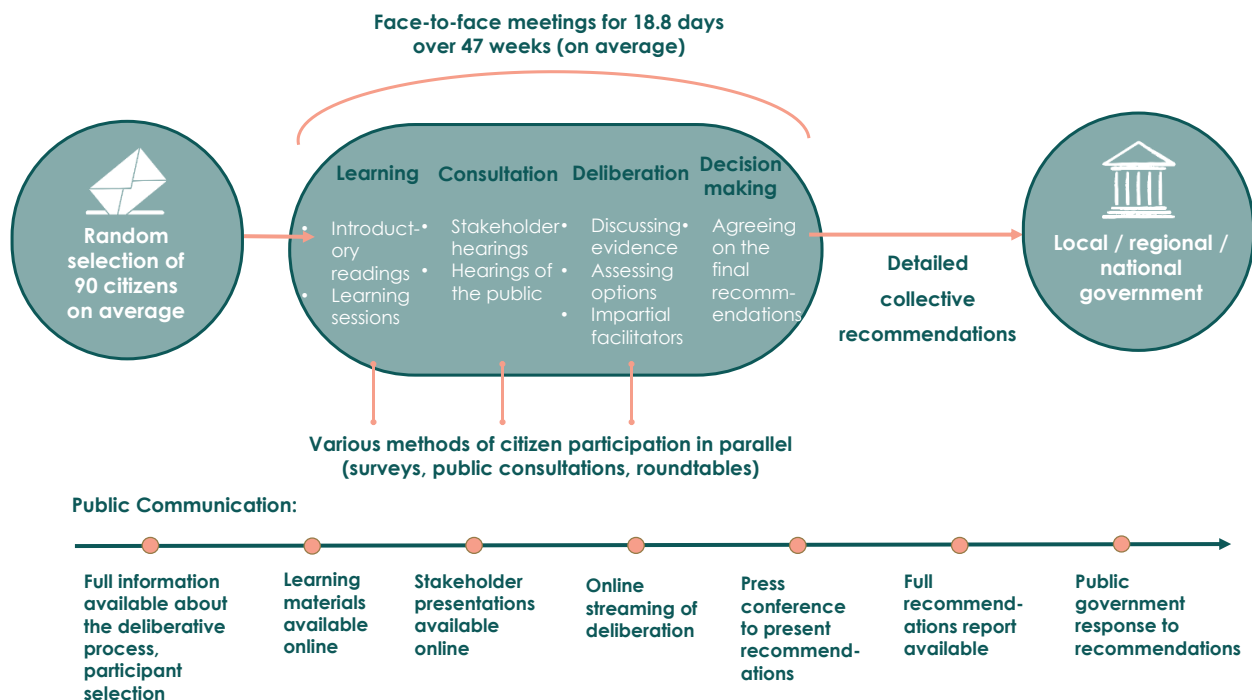 Face-to-face meetings for 18.8 days
over 47 weeks (on average)
Random
selection of
90 citizens
on average
Learning
• Introduct-
ory
readings
• Learning
sessions
Consultation
• Stakeholder
hearings
• Hearings of
the public
Deliberation
• Discussing
evidence
• Assessing
options
• Impartial
facilitators
Decision
making
• Agreeing
on the
final
recomm-
endations
Detailed
collective
recommendations
Local / regional /
national
government
Various methods of citizen participation in parallel
(surveys, public consultations, roundtables)
Public Communication:
Full information
available about
the deliberative
process,
participant
selection
Learning
materials
available
online
Stakeholder
presentations
available
online
Online
streaming of
deliberation
Press
conference
to present
recommend-
ations
Full
recommend-
ations report
available
Public
government
response to
recommendations